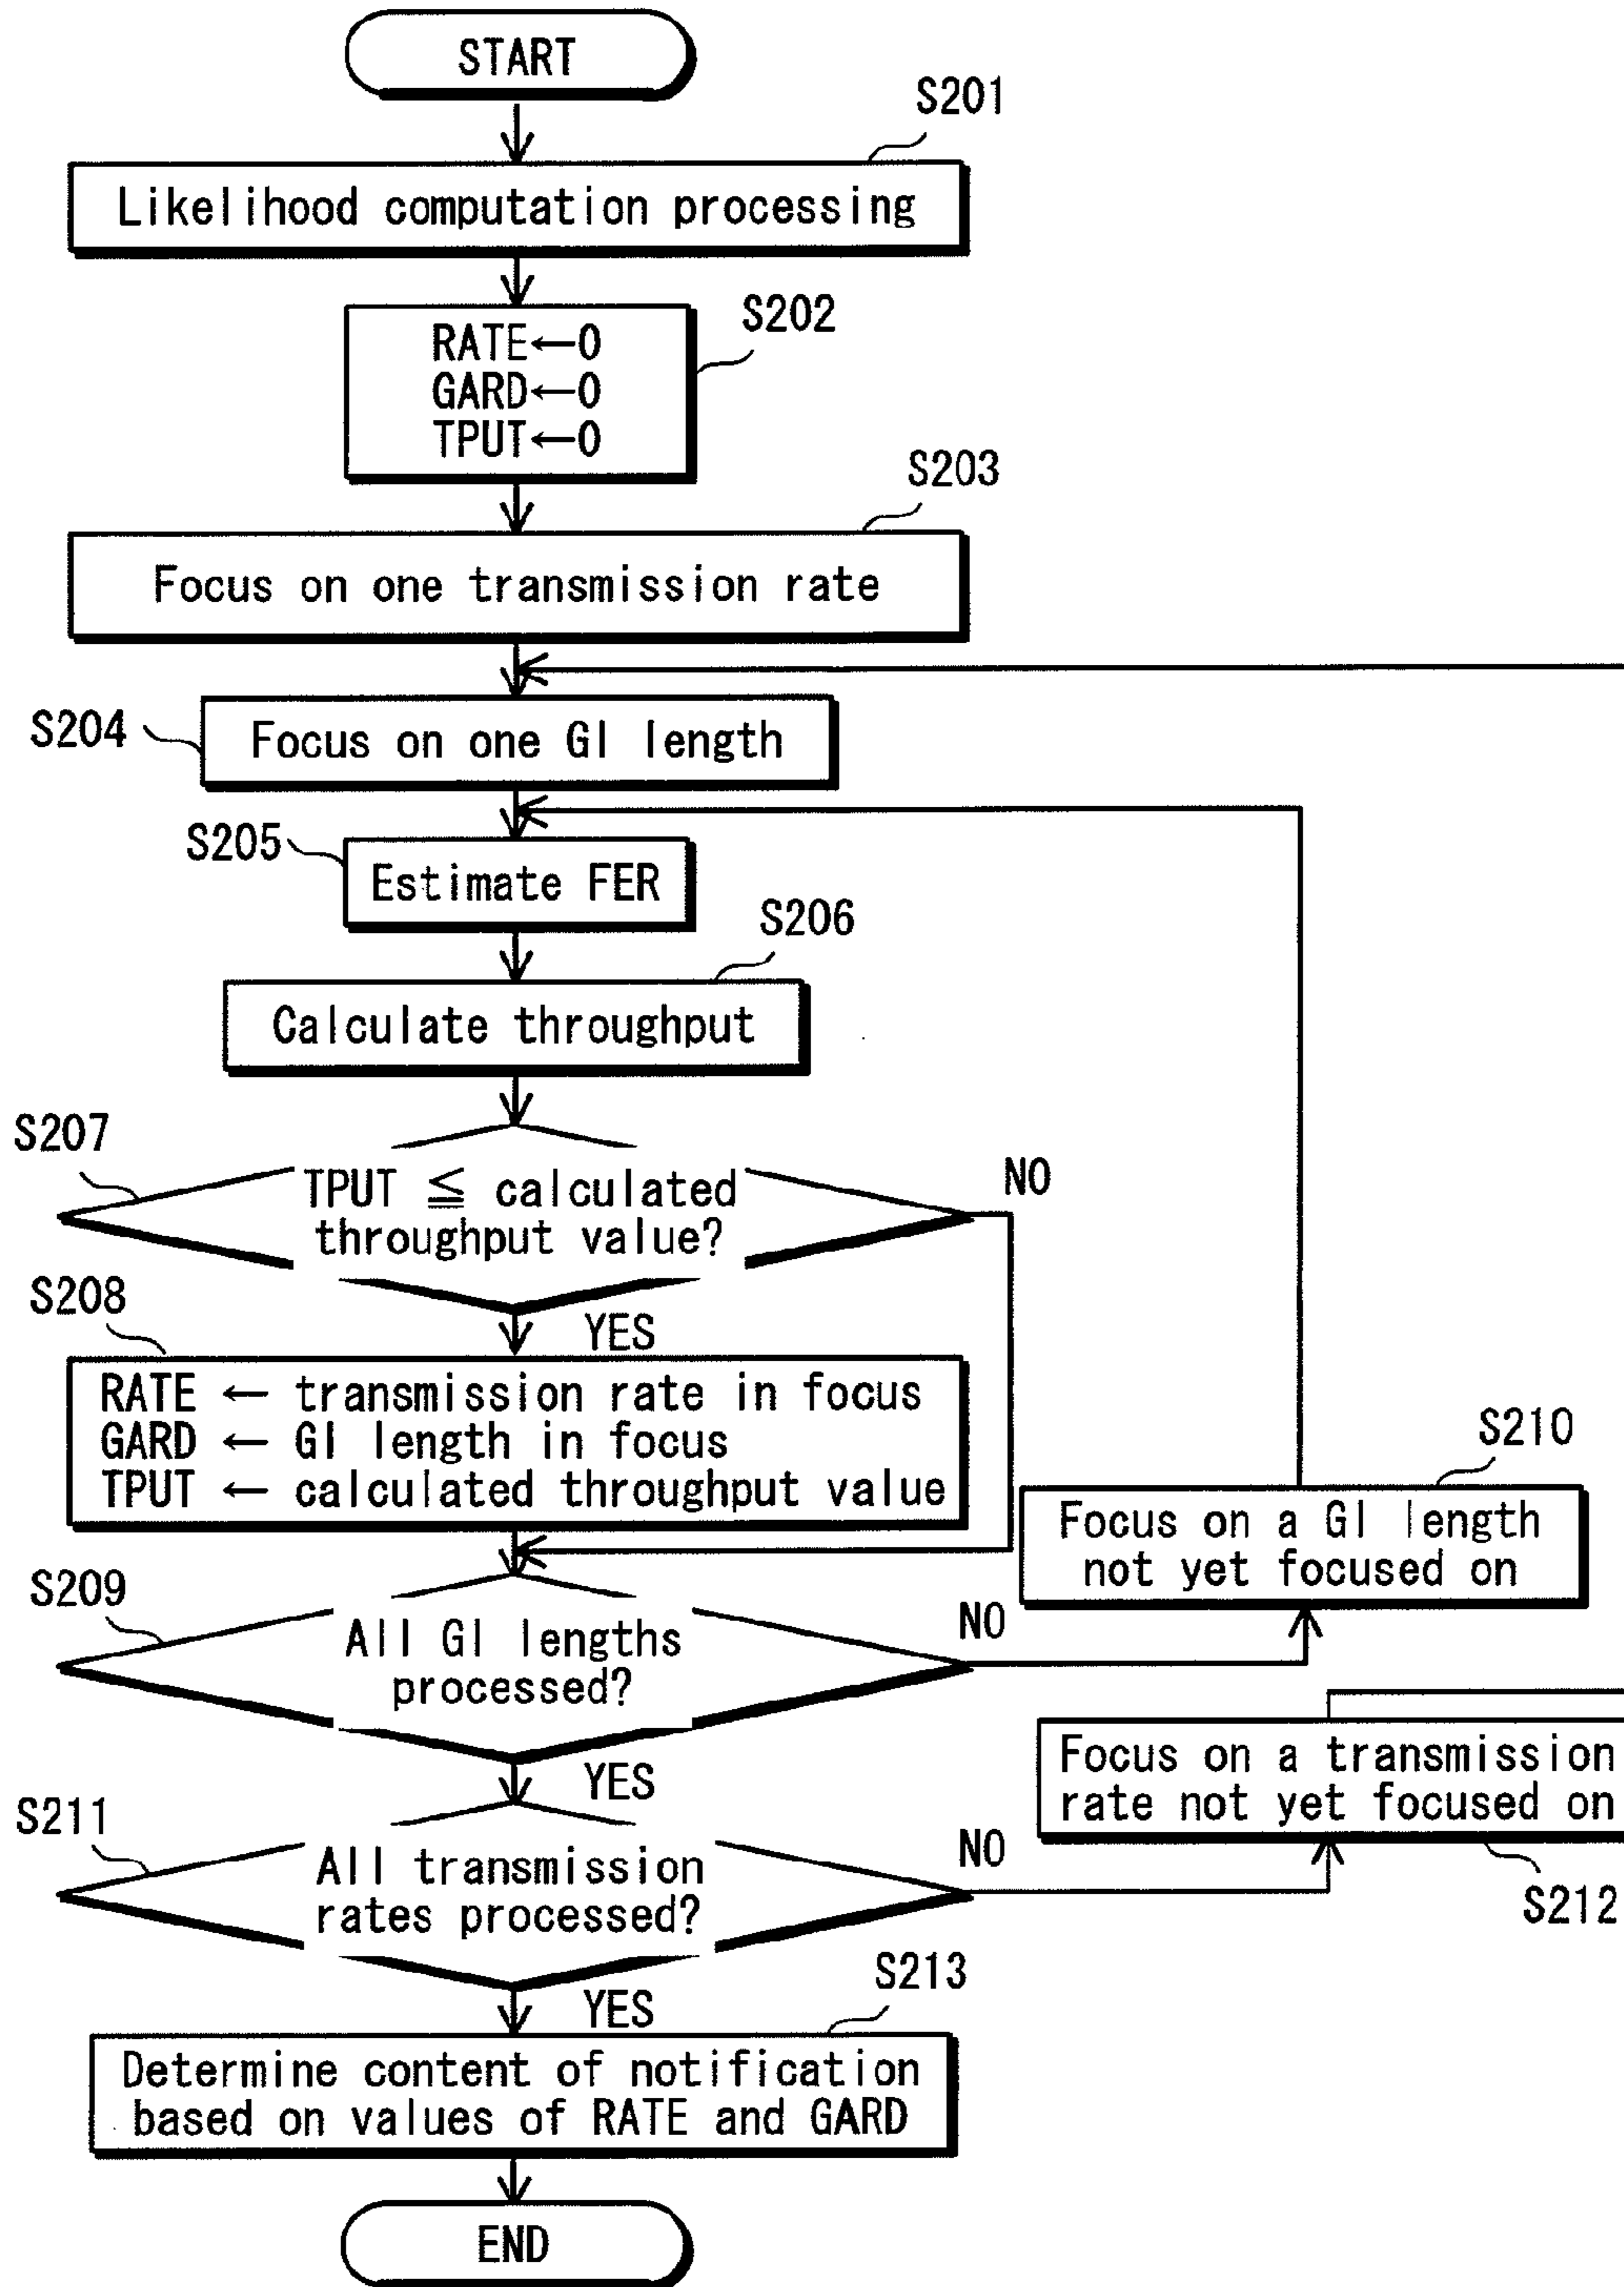 START
S201
Likelihood computation processing
S202
RATE←0
GARD←0
TPUT←0
S203
Focus on one transmission rate
S204
Focus on one GI length
S205
Estimate FER
S206
Calculate throughput
S207
TPUT ≦ calculated
throughput value?
NO
YES
S208
RATE ← transmission rate in focus
GARD ← GI length in focus
TPUT ← calculated throughput value
S210
Focus on a GI length
not yet focused on
S209
All GI lengths
processed?
NO
YES
Focus on a transmission
rate not yet focused on
S212
S211
All transmission
rates processed?
NO
YES
S213
Determine content of notification
based on values of RATE and GARD
END